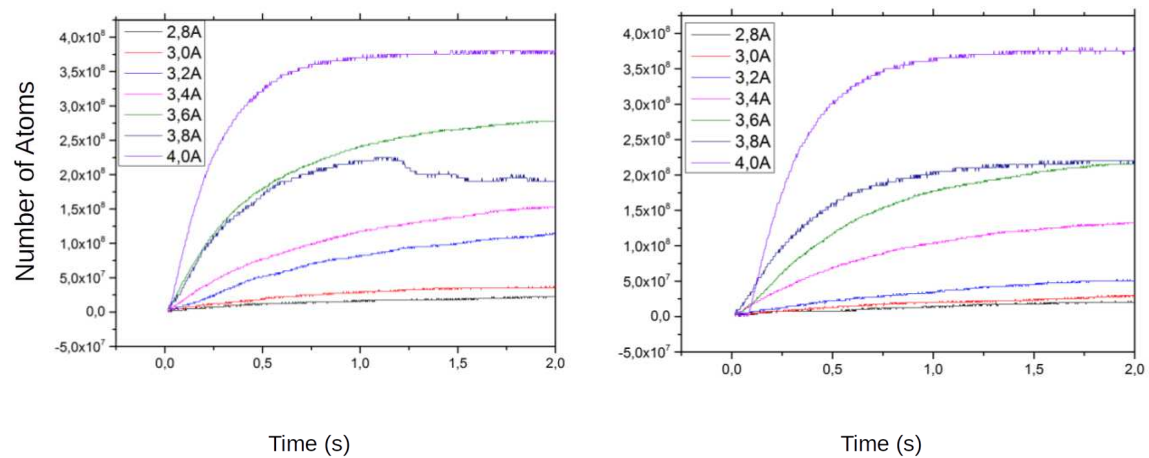 Number of Atoms
4,0x10⁸
3,5x10⁸
3,0x10⁸
2,5x10⁸
2,0x10⁸
1,5x10⁸
1,0x10⁸
5,0x10⁷
0,0
-5,0x10⁷
2,8A
3,0A
3,2A
3,4A
3,6A
3,8A
4,0A
0,0 0,5 1,0 1,5 2,0
Time (s)
4,0x10⁸
3,5x10⁸
3,0x10⁸
2,5x10⁸
2,0x10⁸
1,5x10⁸
1,0x10⁸
5,0x10⁷
0,0
-5,0x10⁷
2,8A
3,0A
3,2A
3,4A
3,6A
3,8A
4,0A
0,0 0,5 1,0 1,5 2,0
Time (s)